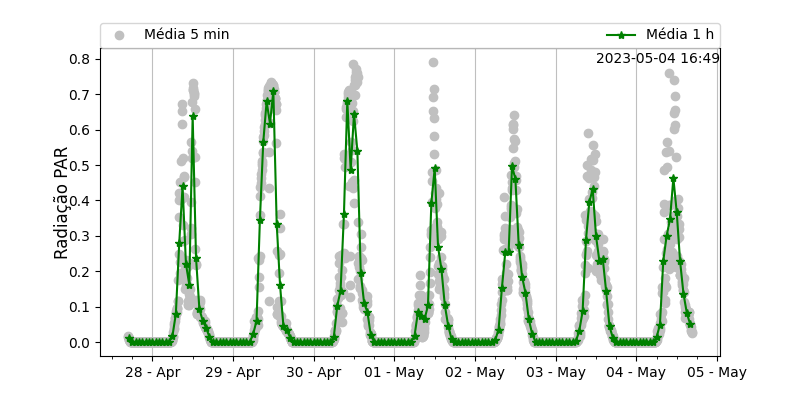 Média 5 min
Média 1 h
2023-05-04 16:49
Radiação PAR
0.8
0.7
0.6
0.5
0.4
0.3
0.2
0.1
0.0
28 - Apr
29 - Apr
30 - Apr
01 - May
02 - May
03 - May
04 - May
05 - May